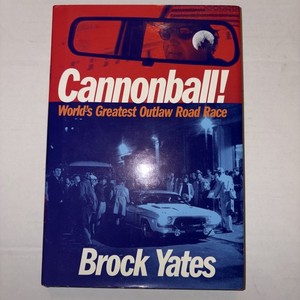 Cannonball!
World's Greatest Outlaw Road Race
Brock Yates